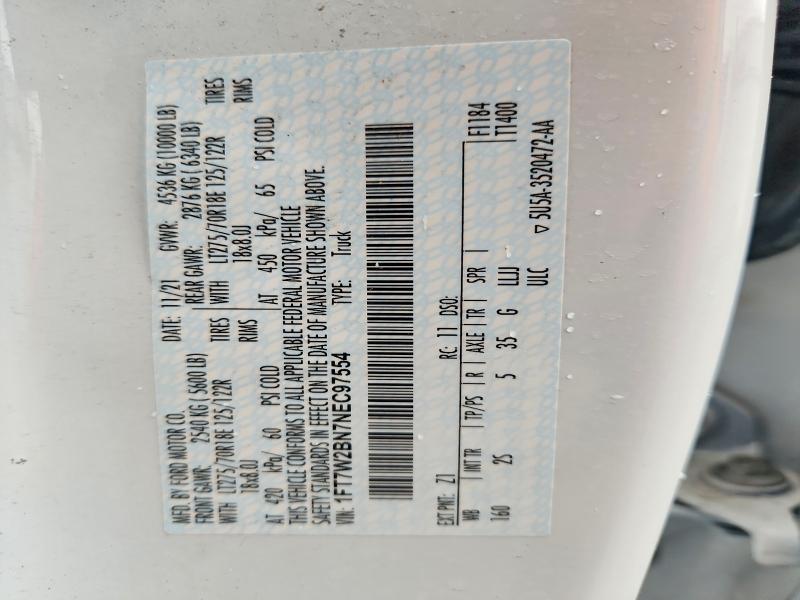 MFD. BY FORD MOTOR CO.
DATE: 11/21 GVWR: 4536 KG (10000 LB)
FRONT GAWR: 2540 KG (5600 LB) REAR GAWR: 2876 KG (6340 LB)
WITH LT275/70R18E 125/122R TIRES WITH LT275/70R18E 125/122R TIRES
18x8.0J RIMS 18x8.0J RIMS
AT 420 kPa/ 60 PSI COLD AT 450 kPa/ 65 PSI COLD
THIS VEHICLE CONFORMS TO ALL APPLICABLE FEDERAL MOTOR VEHICLE
SAFETY STANDARDS IN EFFECT ON THE DATE OF MANUFACTURE SHOWN ABOVE.
VIN: 1FT7W2BN7NEC97554 TYPE: Truck
EXT PNT: Z1 RC: 11 DSO: F1184
WB INT TR TP/PS R AXLE TR SPR TT1400
160 2S 5 35 G LLJJ
ULC ▽ 5U5A-3520472-AA